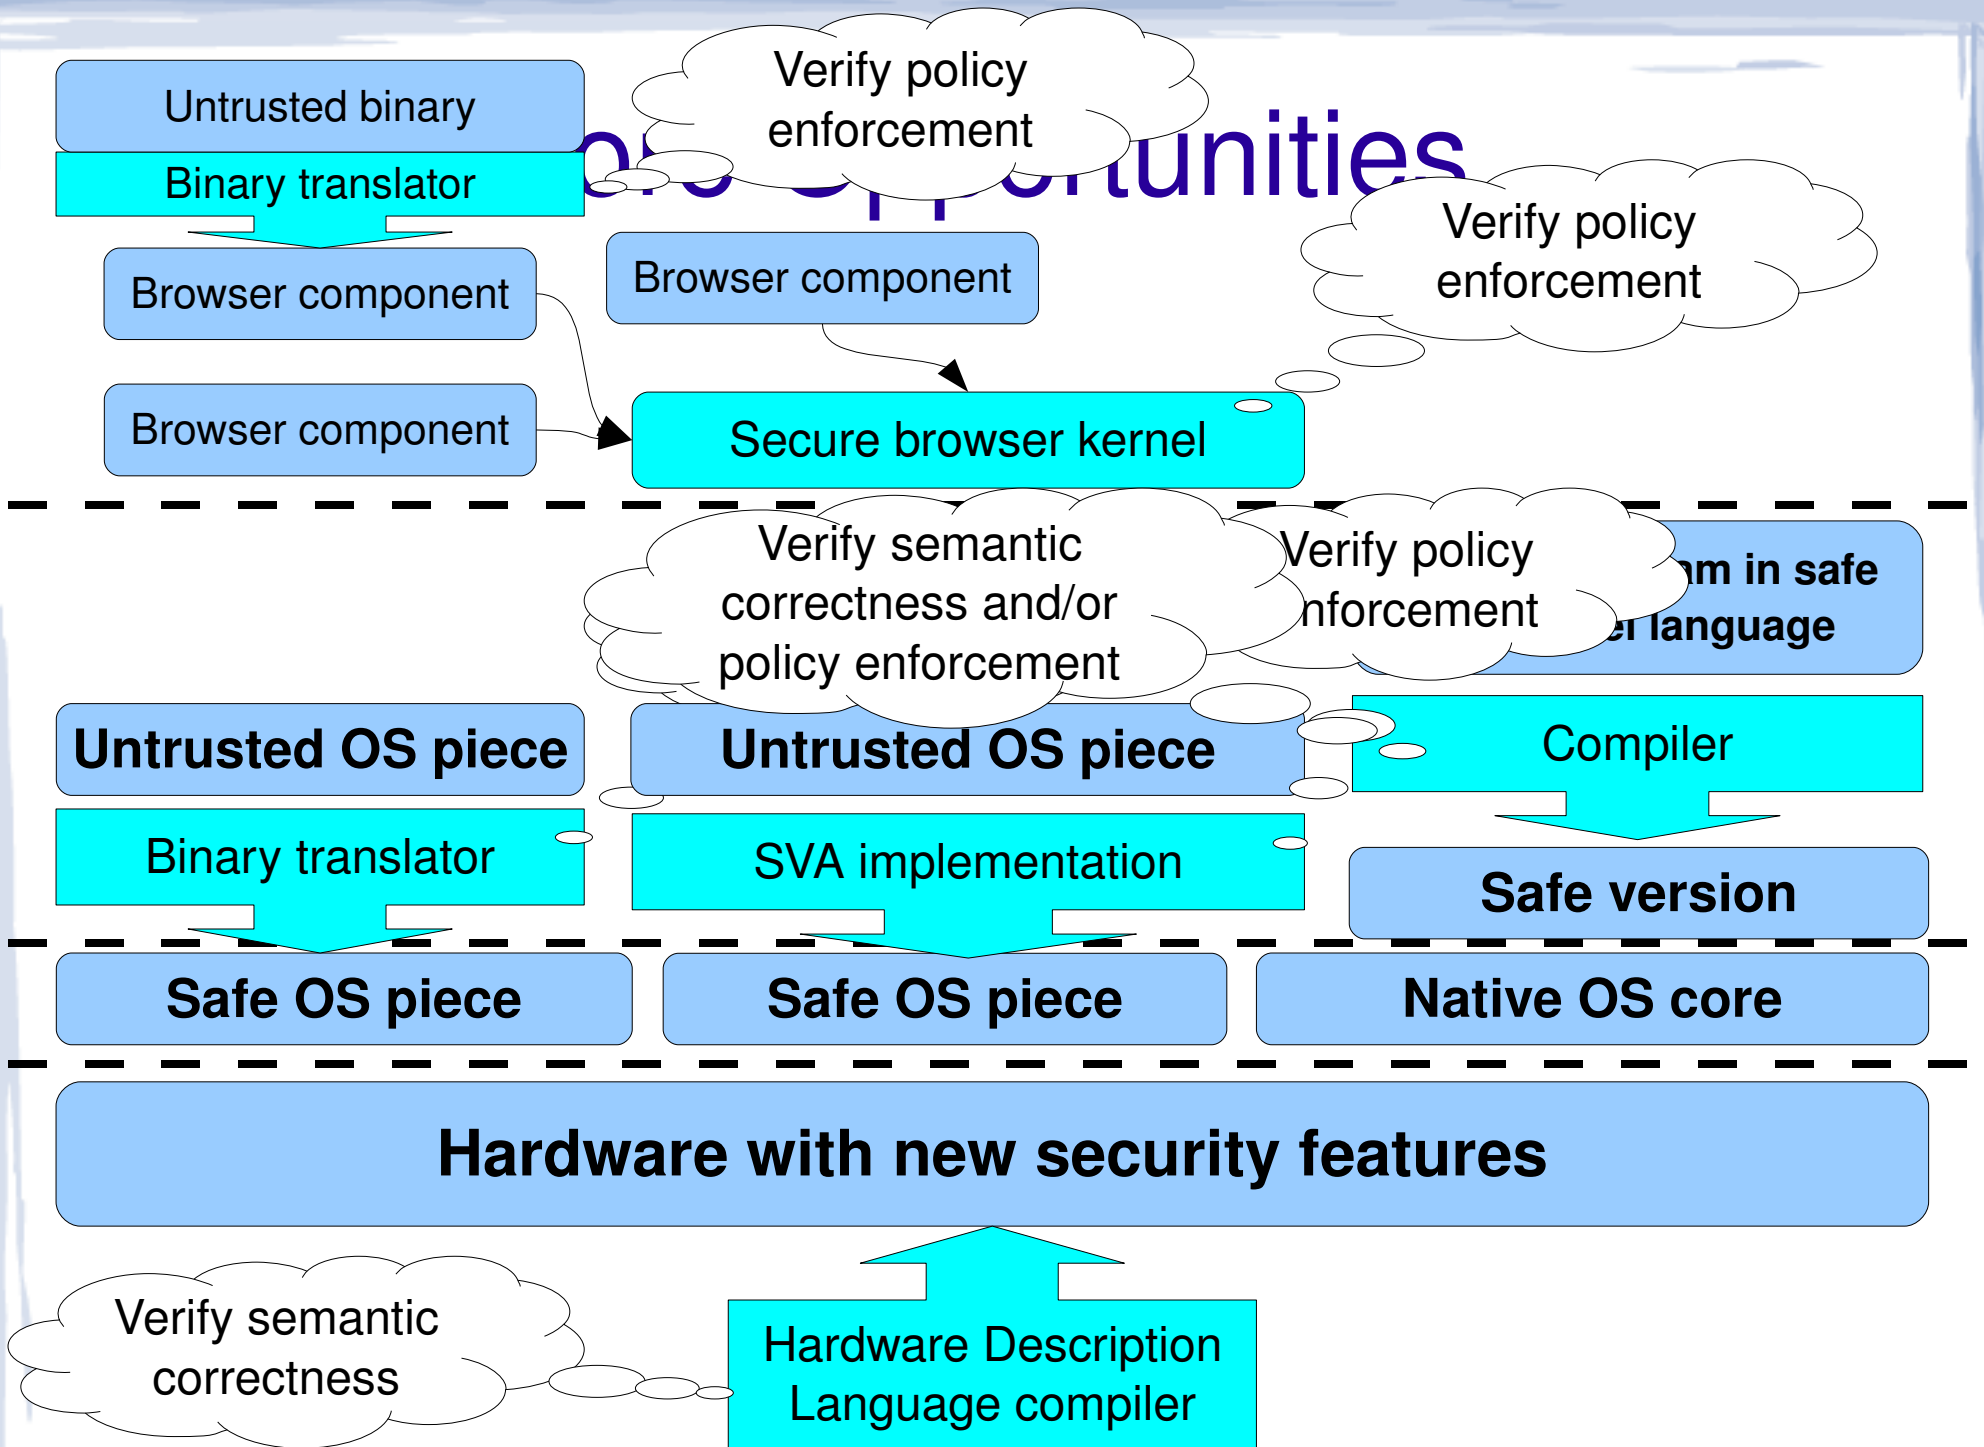 Verify policy
enforcement
Untrusted binary
Binary translator
Verify policy
enforcement
Browser component
Browser component
Browser component
Secure browser kernel
Verify semantic
correctness and/or
policy enforcement
Verify policy
in safe
language
Untrusted OS piece
Untrusted OS piece
Compiler
Binary translator
SVA implementation
Safe version
Safe OS piece
Safe OS piece
Native OS core
Hardware with new security features
Verify semantic
correctness
Hardware Description
Language compiler